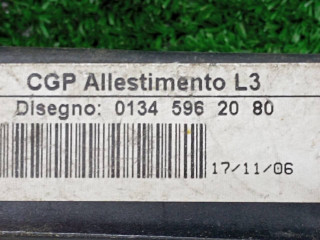 CGP Allestimento L3
Disegno: 0134 596 20 80
17/11/06